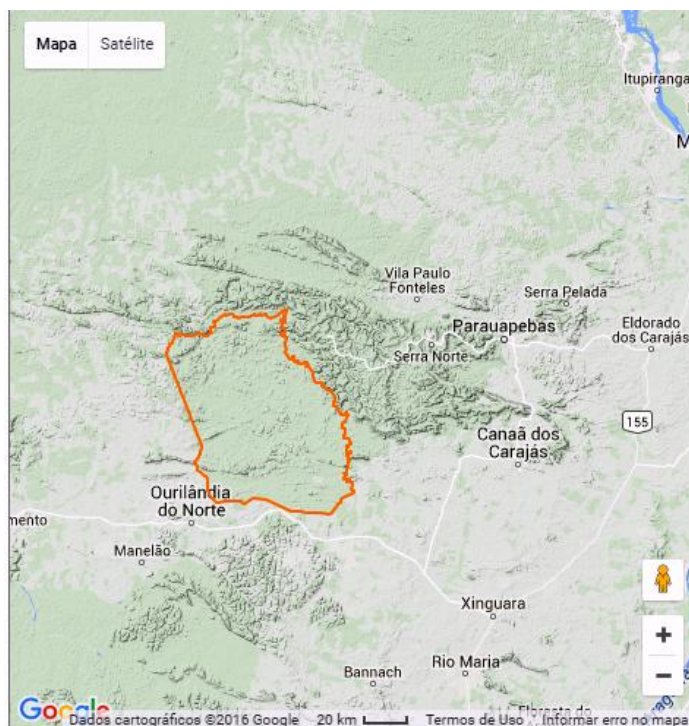 Mapa Satélite
Itupiranga
M
Vila Paulo
Fonteles
Serra Pelada
Parauapebas
Eldorado
dos Carajás
Serra Norte
155
Canaã dos
Carajás
Ourilândia
do Norte
mento
Manelão
Xinguara
Rio Maria
Bannach
Google
Dados cartográficos ©2016 Google 20 km Termos de Uso Informar erro no mapa